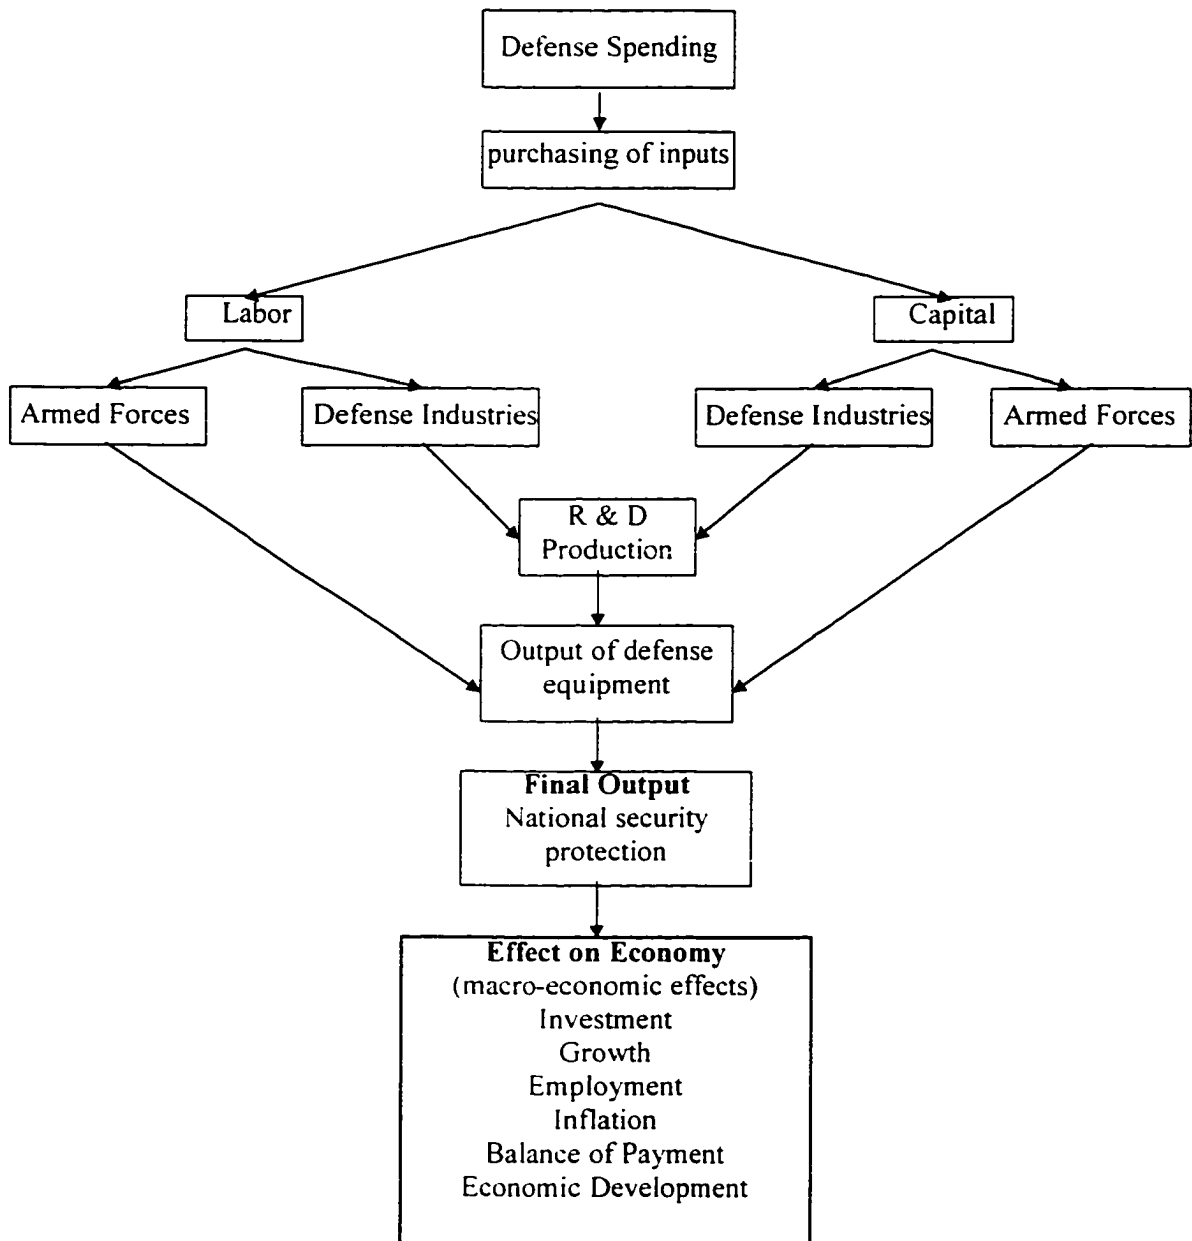 Defense Spending
purchasing of inputs
Labor
Capital
Armed Forces
Defense Industries
Defense Industries
Armed Forces
R & D
Production
Output of defense
equipment
Final Output
National security
protection
Effect on Economy
(macro-economic effects)
Investment
Growth
Employment
Inflation
Balance of Payment
Economic Development